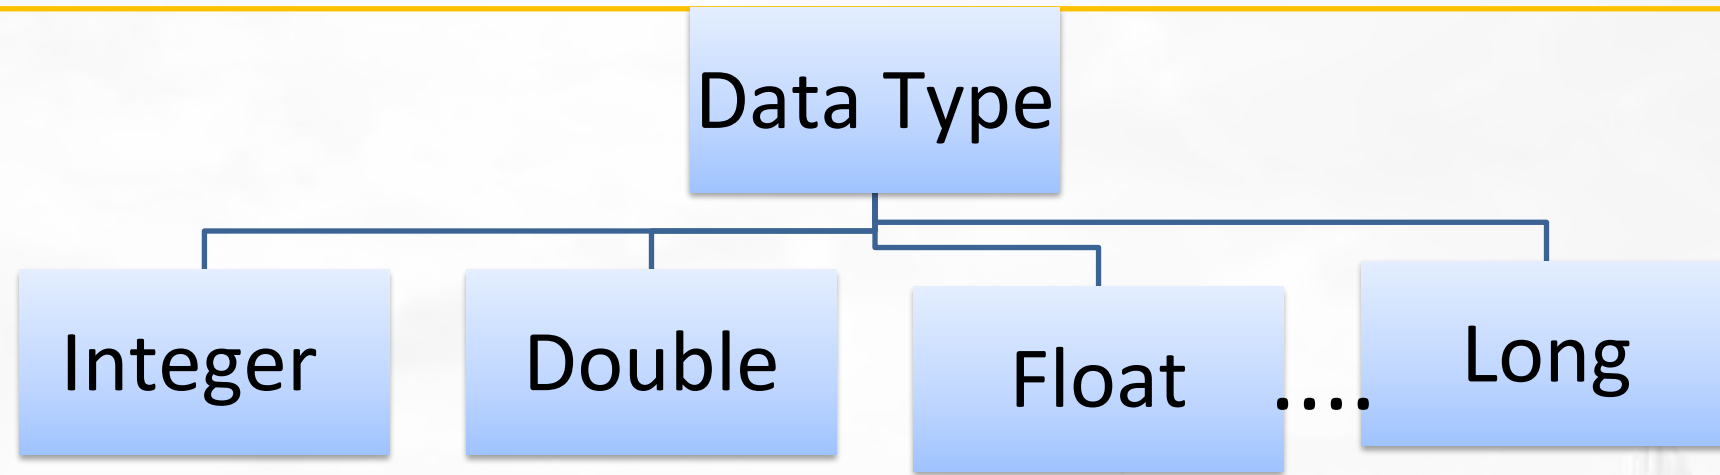 Data Type
Integer
Double
Float
....
Long